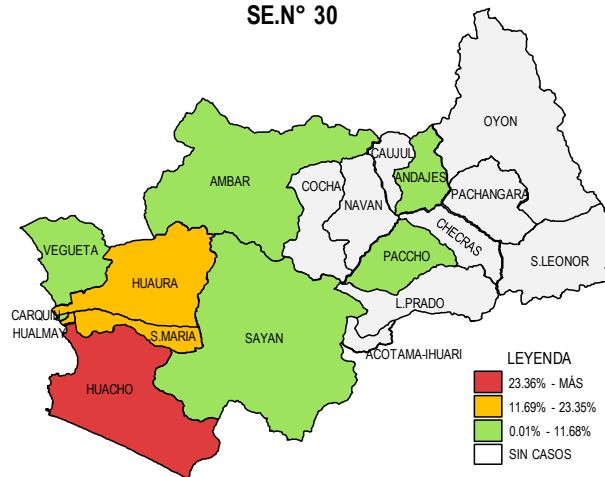 SE.N° 30
OYON
CAUJUL
ANDAJES
AMBAR
COCHA
NAVAN
PACHANGARA
CHECRAS
VEGUETA
PACCHO
S.LEONOR
HUAURA
L.PRADO
CARQUIN
HUALMAY
S.MARIA
SAYAN
ACOTAMA-IHUARI
HUACHO
LEYENDA
23.36% - MÁS
11.69% - 23.35%
0.01% - 11.68%
SIN CASOS